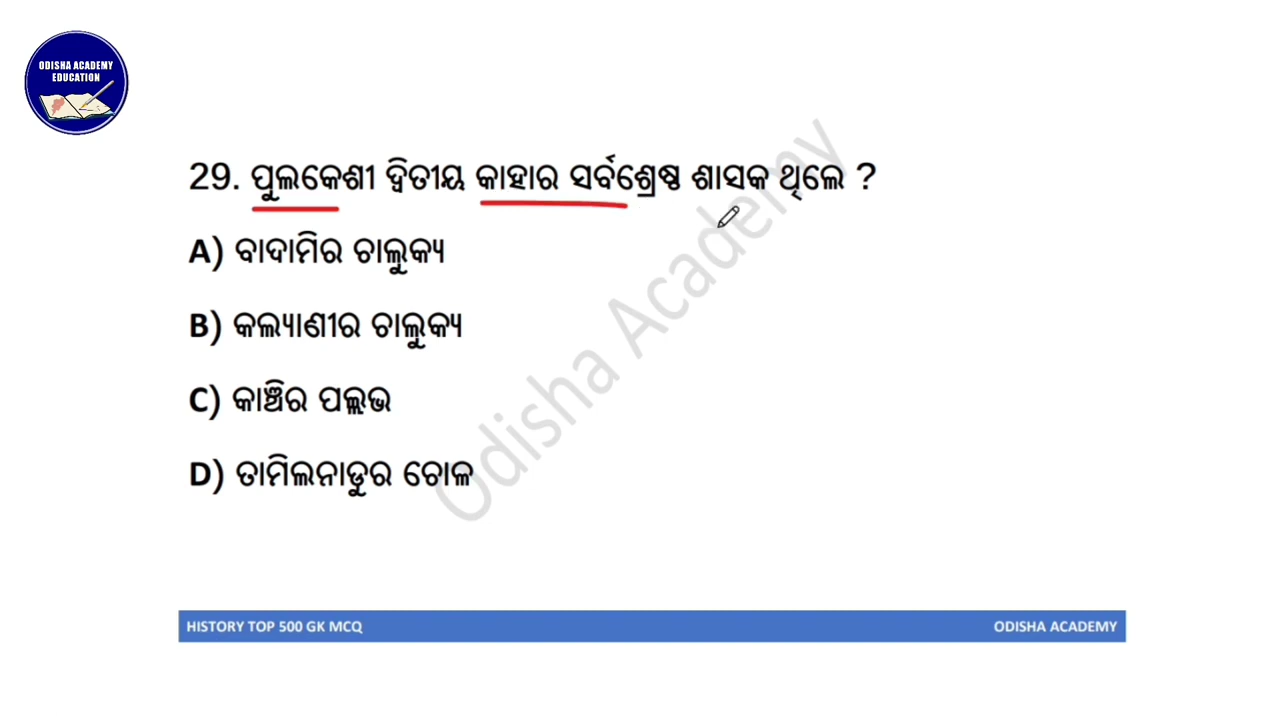 ODISHA ACADEMY
EDUCATION
29. ପୁଲକେଶୀ ଦ୍ୱିତୀୟ କାହାର ସର୍ବଶ୍ରେଷ୍ଠ ଶାସକ ଥିଲେ ?
A) ବାଦାମିର ଚାଲୁକ୍ୟ
B) କଲ୍ୟାଣୀର ଚାଲୁକ୍ୟ
C) କାଞ୍ଚିର ପଲ୍ଲଭ
D) ତାମିଲନାଡୁର ଚୋଳ
Odisha Academy
HISTORY TOP 500 GK MCQ
ODISHA ACADEMY